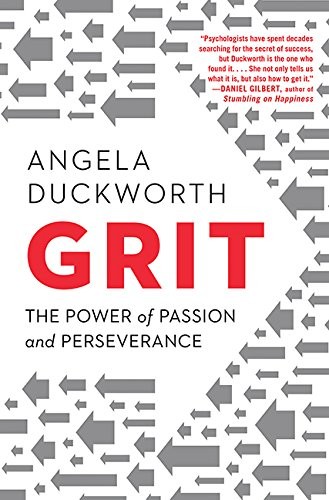 “Psychologists have spent decades
searching for the secret of success,
but Duckworth is the one who
found it. . . . She not only tells us
what it is, but also how to get it.”
—DANIEL GILBERT, author of
Stumbling on Happiness
ANGELA
DUCKWORTH
GRIT
THE POWER of PASSION
and PERSEVERANCE